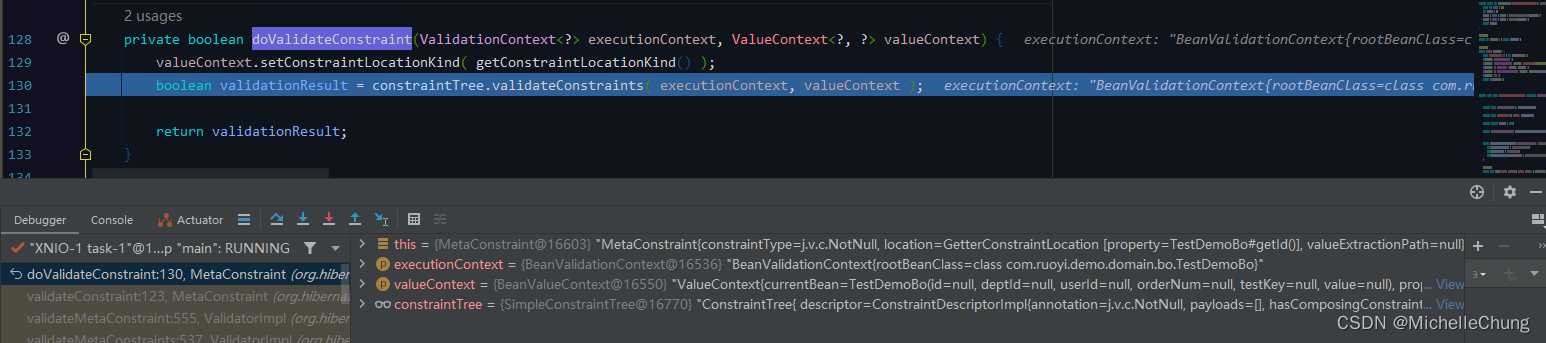 2 usages
128 @ private boolean doValidateConstraint(ValidationContext<?> executionContext, ValueContext<?, ?> valueContext) { executionContext: "BeanValidationContext{rootBeanClass=c
129 valueContext.setConstraintLocationKind( getConstraintLocationKind() );
130 boolean validationResult = constraintTree.validateConstraints( executionContext, valueContext ); executionContext: "BeanValidationContext{rootBeanClass=class com.r
131
132 return validationResult;
133 }
134
Debugger Console Actuator
"XNIO-1 task-1"@1...p "main": RUNNING
this = {MetaConstraint@16603} "MetaConstraint{constraintType=j.v.c.NotNull, location=GetterConstraintLocation [property=TestDemoBo#getId()], valueExtractionPath=null}
doValidateConstraint:130, MetaConstraint (org.hiber
executionContext = {BeanValidationContext@16536} "BeanValidationContext{rootBeanClass=class com.ruoyi.demo.domain.bo.TestDemoBo}"
validateConstraint:123, MetaConstraint (org.hibernat
valueContext = {BeanValueContext@16550} "ValueContext{currentBean=TestDemoBo(id=null, deptId=null, userId=null, orderNum=null, testKey=null, value=null), pro... View
validateMetaConstraint:555, ValidatorImpl (org.hiber
constraintTree = {SimpleConstraintTree@16770} "ConstraintTree{ descriptor=ConstraintDescriptorImpl{annotation=j.v.c.NotNull, payloads=[], hasComposingConstraint... View
validateMetaConstraints:537, ValidatorImpl (org.hibe
CSDN @MichelleChung